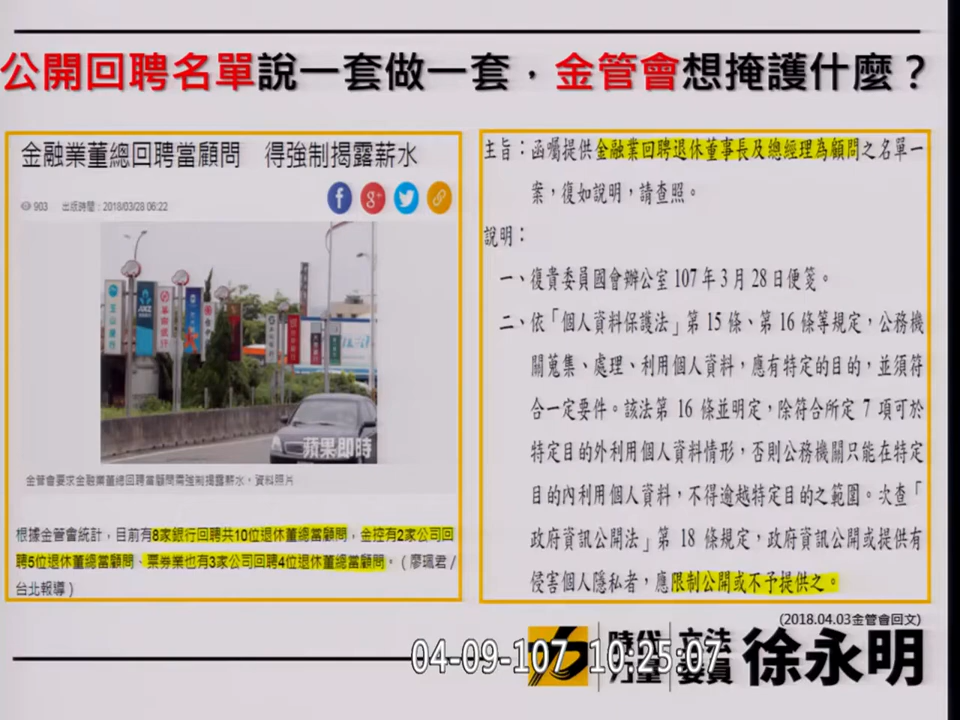 公開回聘名單說一套做一套，金管會想掩護什麼？
金融業董總回聘當顧問　得強制揭露薪水
903　出版時間：2018/03/28 06:22
蘋果即時
金管會要求金融業董總回聘當顧問需強制揭露薪水。資料照片
根據金管會統計，目前有8家銀行回聘共10位退休董總當顧問，金控有2家公司回
聘5位退休董總當顧問、票券業也有3家公司回聘4位退休董總當顧問。（廖珮君／
台北報導）
主旨：函囑提供金融業回聘退休董事長及總經理為顧問之名單一
案，復如說明，請查照。
說明：
一、復貴委員國會辦公室107年3月28日便箋。
二、依「個人資料保護法」第15條、第16條等規定，公務機
關蒐集、處理、利用個人資料，應有特定的目的，並須符
合一定要件。該法第16條並明定，除符合所定7項可於
特定目的外利用個人資料情形，否則公務機關只能在特定
目的內利用個人資料，不得逾越特定目的之範圍。次查「
政府資訊公開法」第18條規定，政府資訊公開或提供有
侵害個人隱私者，應限制公開或不予提供之。
(2018.04.03金管會回文)
時代力量 立法委員 徐永明
04-09-107 10:25:07